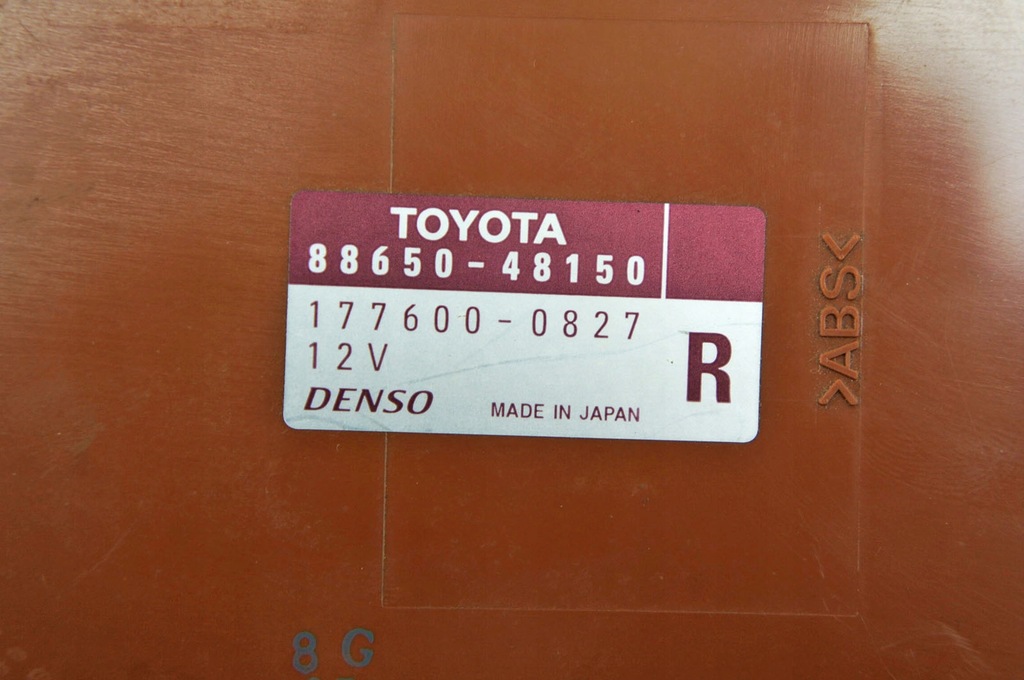 TOYOTA
88650-48150
177600-0827
12V
R
DENSO
MADE IN JAPAN
>ABS<
8 G